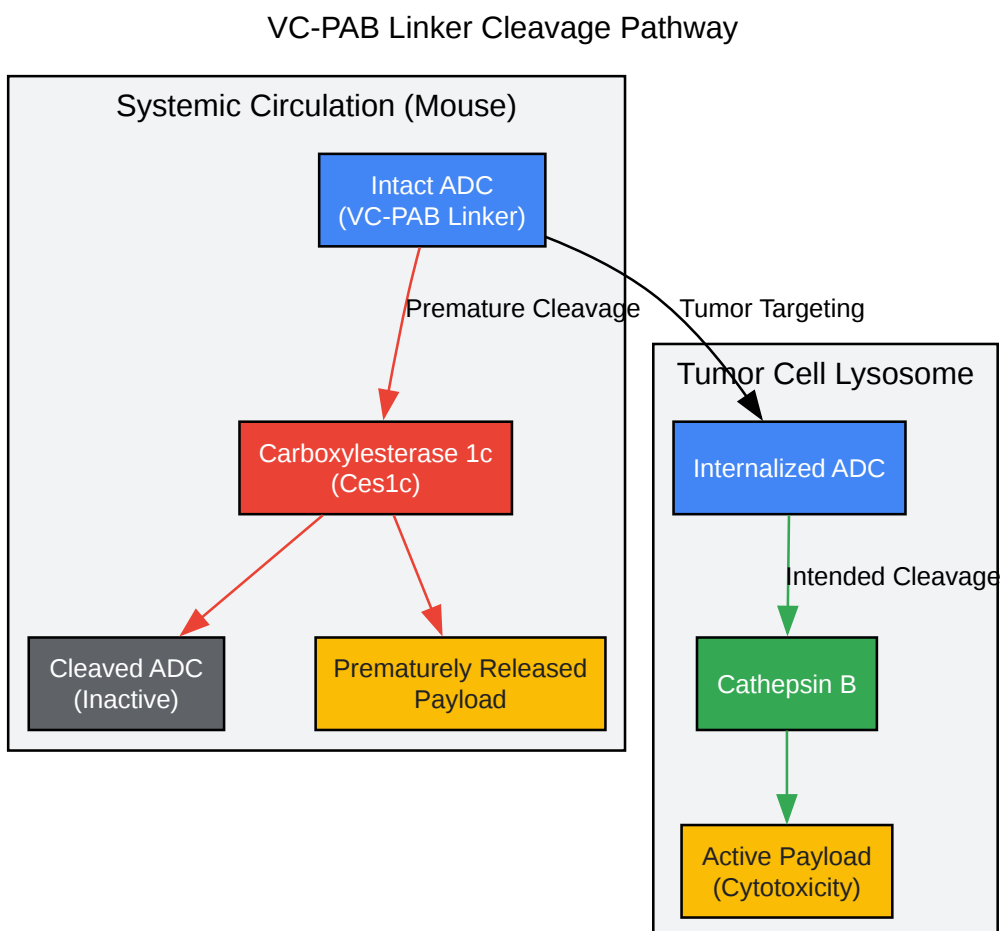 VC-PAB Linker Cleavage Pathway
Systemic Circulation (Mouse)
Intact ADC
(VC-PAB Linker)
Premature Cleavage
Tumor Targeting
Tumor Cell Lysosome
Carboxylesterase 1c
(Ces1c)
Internalized ADC
Intended Cleavage
Cleaved ADC
(Inactive)
Prematurely Released
Payload
Cathepsin B
Active Payload
(Cytotoxicity)